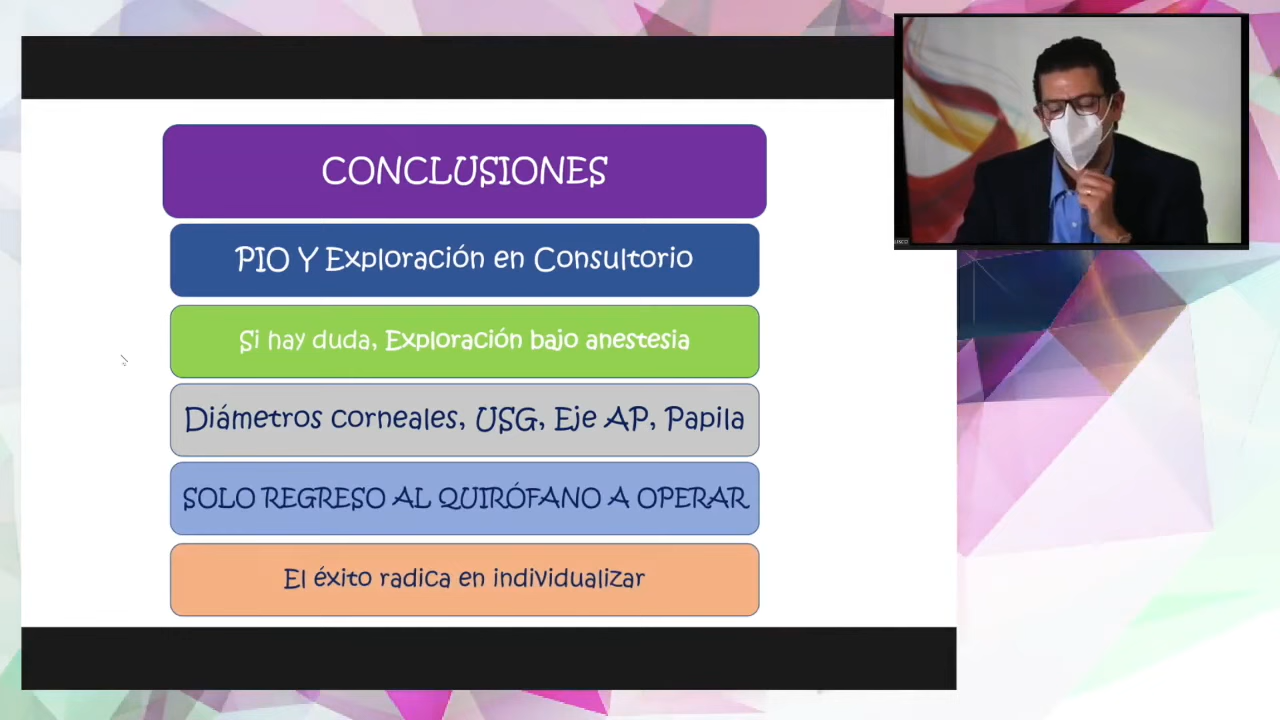 CONCLUSIONES
PIO Y Exploración en Consultorio
Si hay duda, Exploración bajo anestesia
Diámetros corneales, USG, Eje AP, Papila
SOLO REGRESO AL QUIRÓFANO A OPERAR
El éxito radica en individualizar